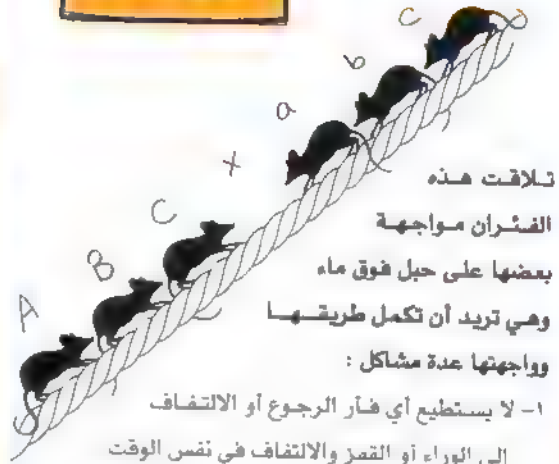 A B C x a b c
تلاقت هذه
الفئران مواجهة
بعضها على حبل فوق ماء
وهي تريد أن تكمل طريقها
وواجهتها عدة مشاكل :
١- لا يستطيع أي فأر الرجوع أو الالتفاف
إلى الوراء أو القفز والالتفاف في نفس الوقت